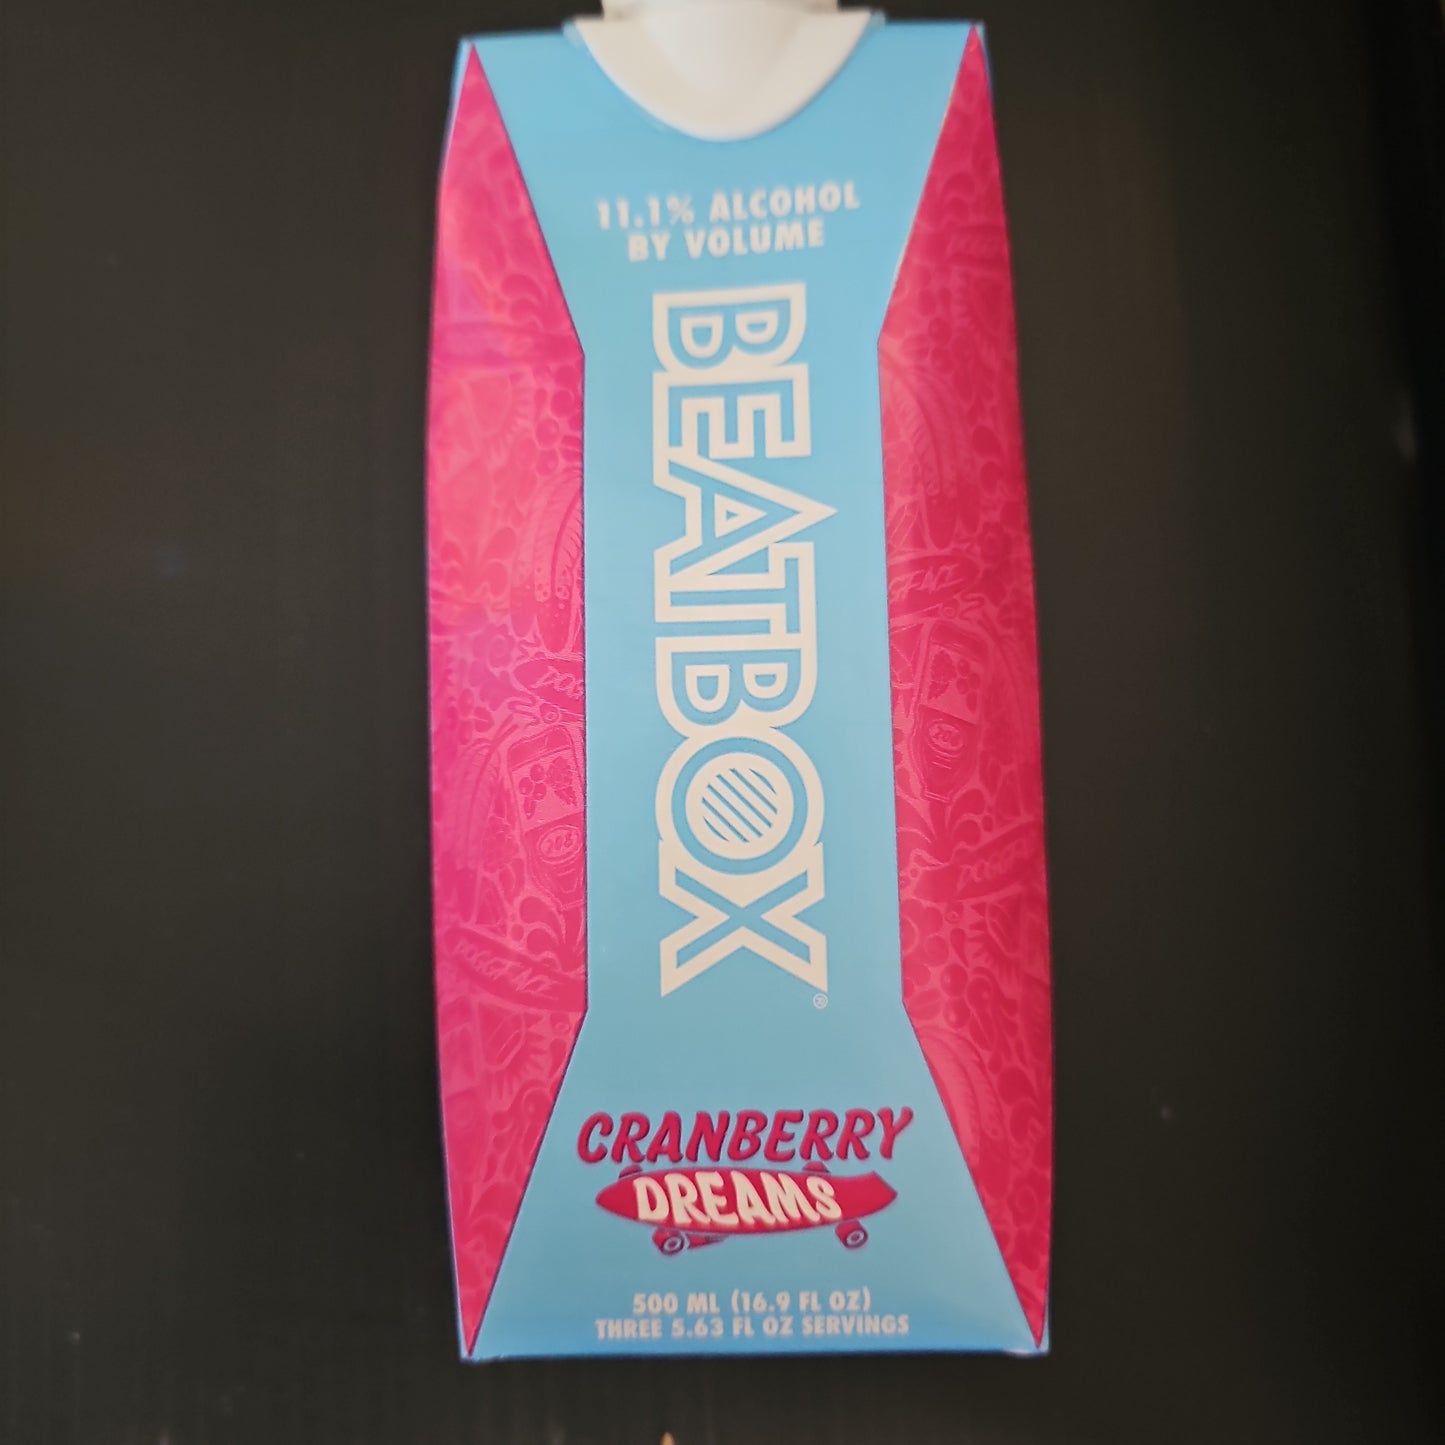 11.1% ALCOHOL
BY VOLUME
BEATBOX
®
CRANBERRY
DREAMS
500 ML (16.9 FL OZ)
THREE 5.63 FL OZ SERVINGS